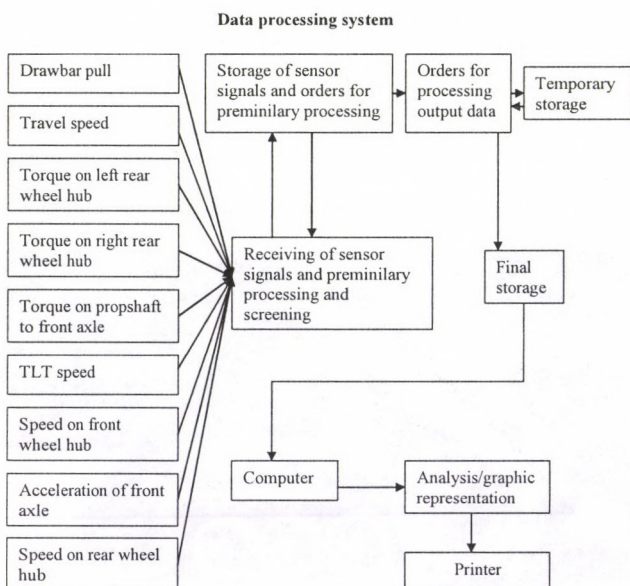 Data processing system
Drawbar pull
Travel speed
Torque on left rear
wheel hub
Torque on right rear
wheel hub
Torque on propshaft
to front axle
TLT speed
Speed on front
wheel hub
Acceleration of front
axle
Speed on rear wheel
hub
Storage of sensor
signals and orders for
preminilary processing
Orders for
processing
output data
Temporary
storage
Receiving of sensor
signals and preminilary
processing and
screening
Final
storage
Computer
Analysis/graphic
representation
Printer